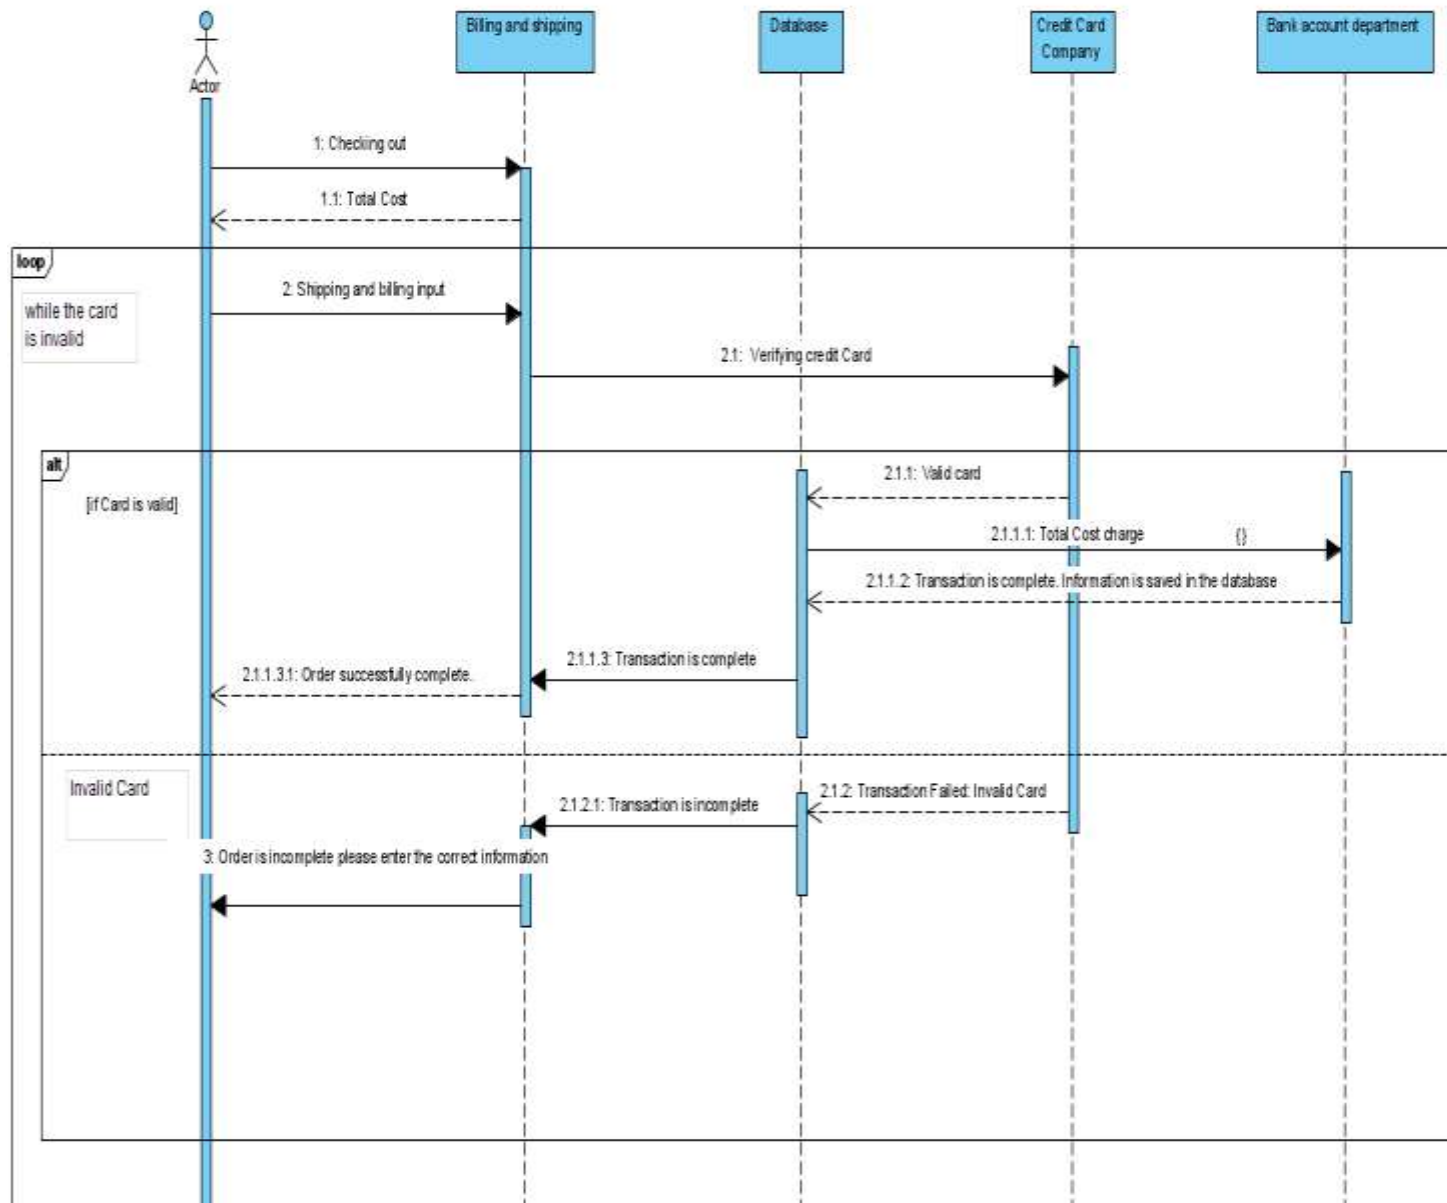 Actor
Billing and shipping
Database
Credit Card
Company
Bank account department
1: Checking out
1.1: Total Cost
loop
while the card
is invalid
2: Shipping and billing input
2.1: Verifying credit Card
alt
[if Card is valid]
2.1.1: Valid card
2.1.1.1: Total Cost charge
{}
2.1.1.2: Transaction is complete. Information is saved in the database
2.1.1.3: Transaction is complete
2.1.1.3.1: Order successfully complete.
Invalid Card
2.1.2: Transaction Failed: Invalid Card
2.1.2.1: Transaction is incomplete
3: Order is incomplete please enter the correct information